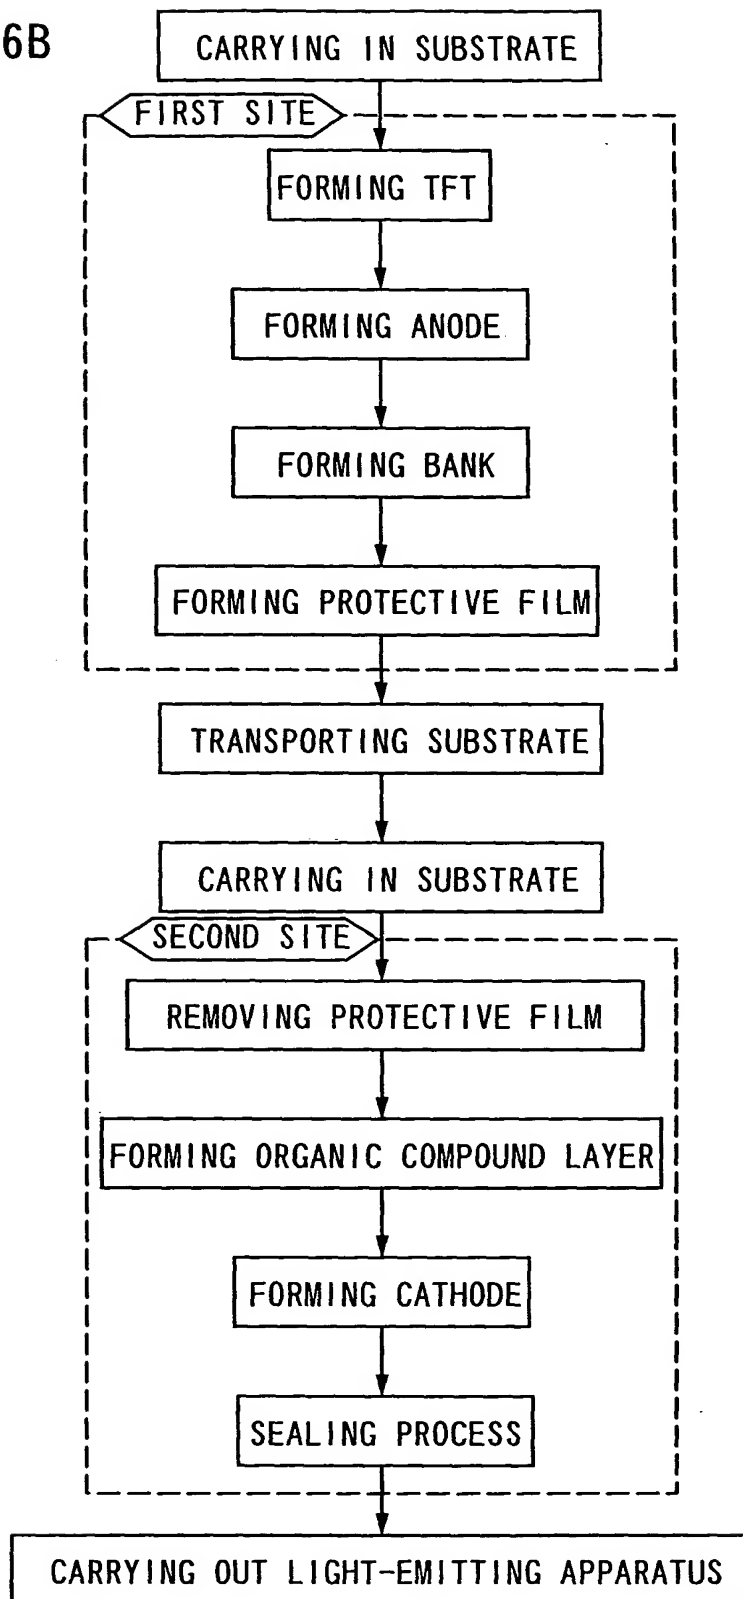 6B
CARRYING IN SUBSTRATE
FIRST SITE
FORMING TFT
FORMING ANODE
FORMING BANK
FORMING PROTECTIVE FILM
TRANSPORTING SUBSTRATE
CARRYING IN SUBSTRATE
SECOND SITE
REMOVING PROTECTIVE FILM
FORMING ORGANIC COMPOUND LAYER
FORMING CATHODE
SEALING PROCESS
CARRYING OUT LIGHT-EMITTING APPARATUS